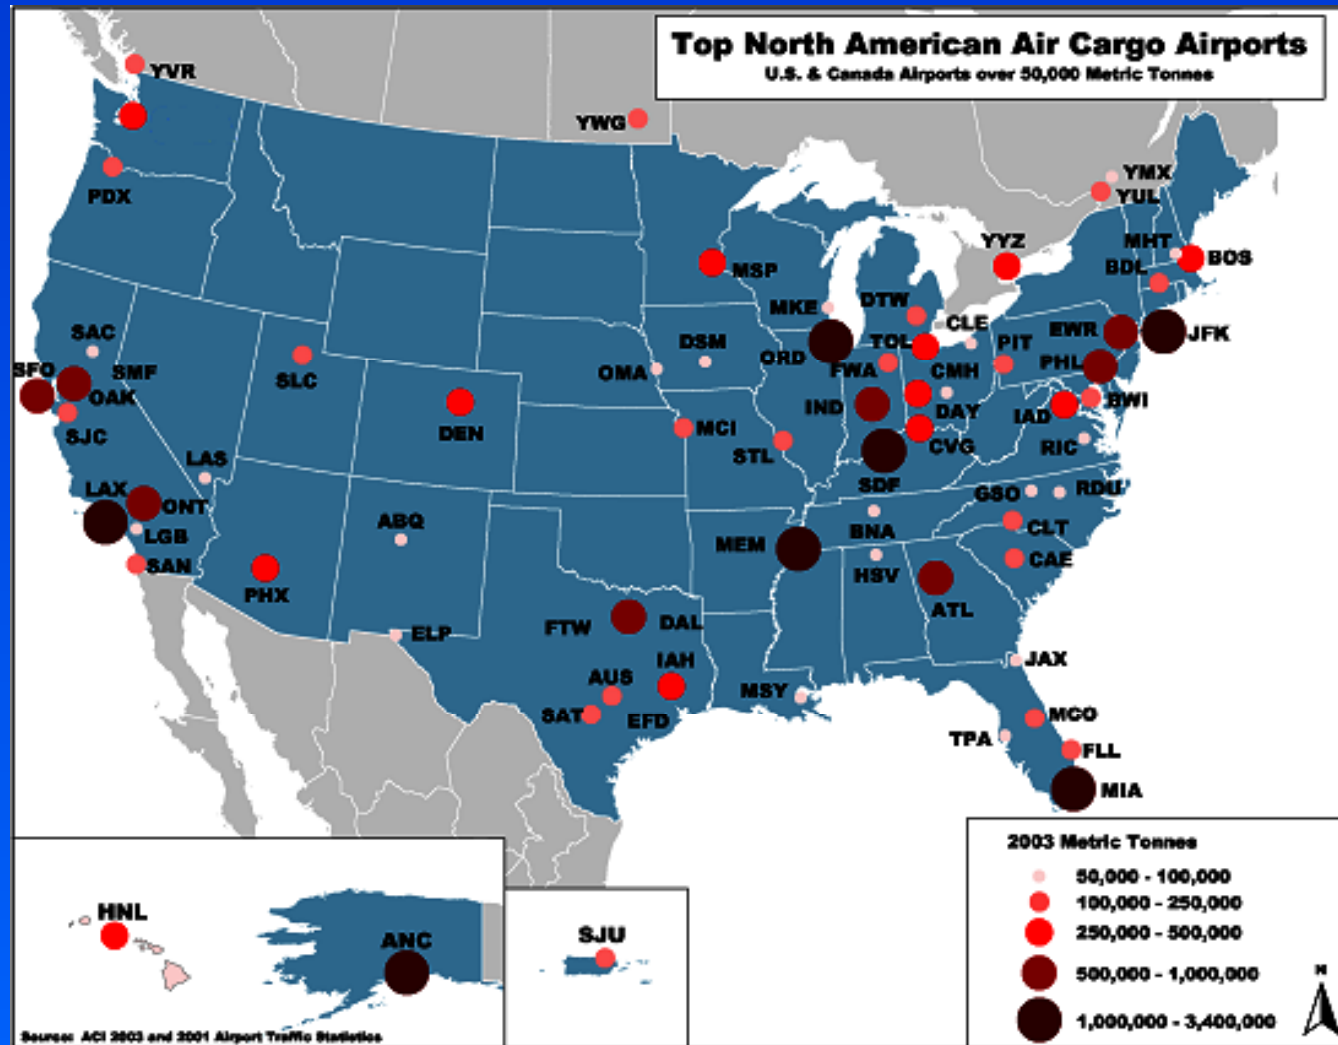 Top North American Air Cargo Airports
U.S. & Canada Airports over 50,000 Metric Tonnes
YVR
YWG
PDX
YMX
YUL
YYZ
MHT
BOS
BDL
MSP
MKE
DTW
CLE
EWR
JFK
SAC
DSM
ORD
TOL
PIT
PHL
SFO
SMF
SLC
OMA
FWA
CMH
OAK
BWI
SJC
DEN
IND
DAY
IAD
MCI
STL
CVG
RIC
LAS
SDF
LAX
ONT
GSO
RDU
LGB
ABQ
BNA
CLT
MEM
SAN
HSV
CAE
PHX
ATL
FTW
DAL
ELP
IAH
JAX
AUS
MSY
SAT
EFD
MCO
TPA
FLL
MIA
HNL
ANC
SJU
2003 Metric Tonnes
50,000 - 100,000
100,000 - 250,000
250,000 - 500,000
500,000 - 1,000,000
1,000,000 - 3,400,000
N
Source: ACI 2003 and 2001 Airport Traffic Statistics